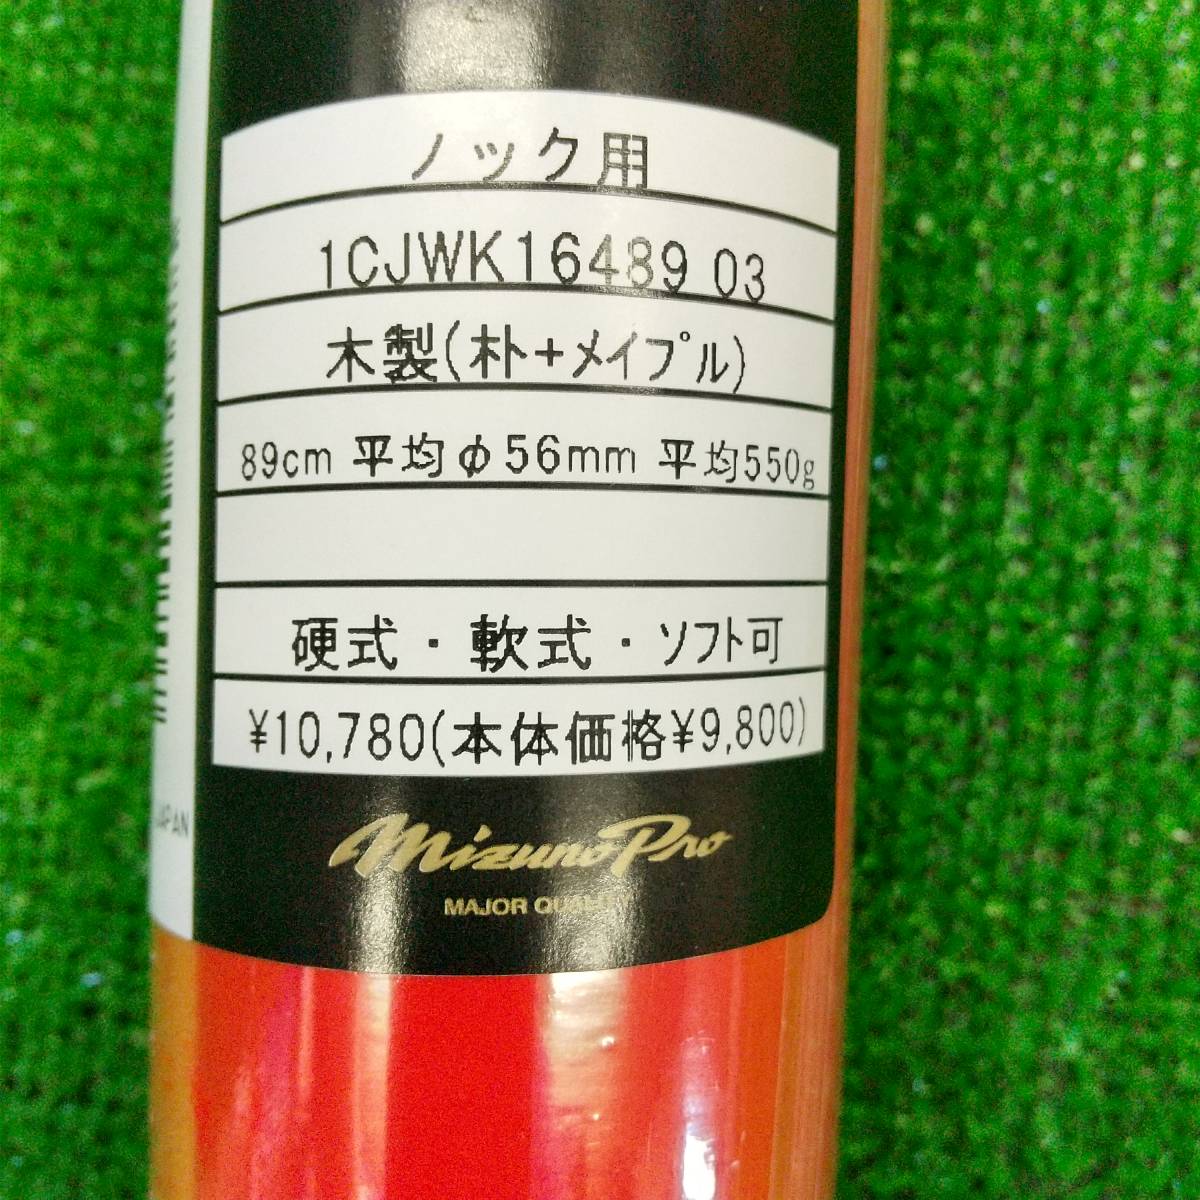 ノック用
1CJWK16489 03
木製(朴+メイプル)
89cm 平均φ56mm 平均550g
硬式・軟式・ソフト可
¥10,780(本体価格¥9,800)
Mizuno Pro
MAJOR QUALITY
JAPAN